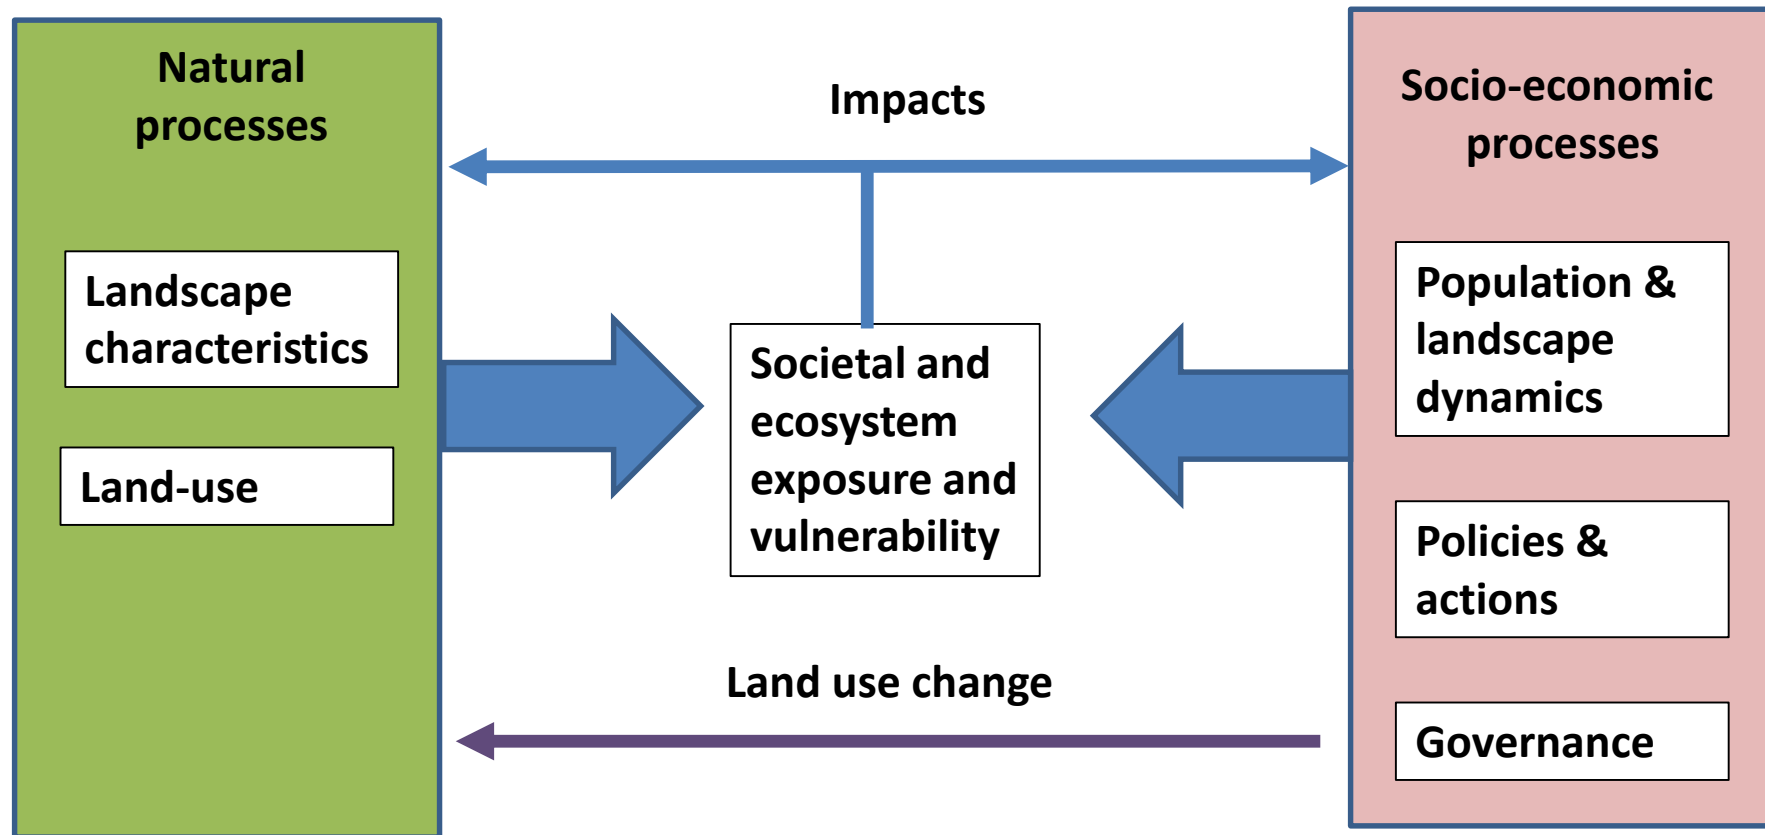 Natural
processes
Landscape
characteristics
Land-use
Impacts
Societal and
ecosystem
exposure and
vulnerability
Land use change
Socio-economic
processes
Population &
landscape
dynamics
Policies &
actions
Governance